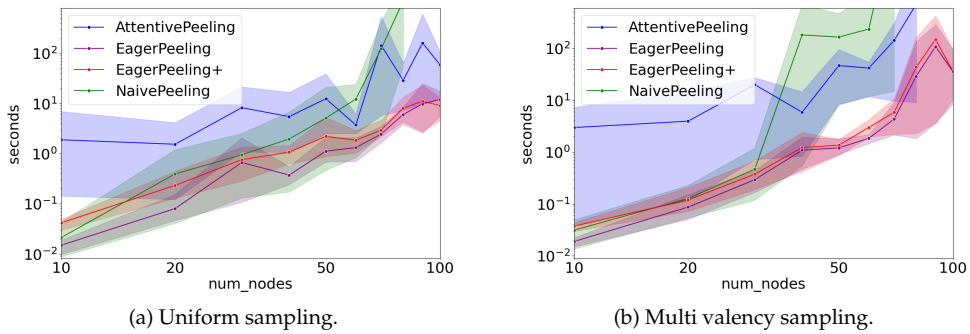 AttentivePeeling
EagerPeeling
EagerPeeling+
NaivePeeling
seconds
10²
10¹
10⁰
10⁻¹
10⁻²
10 20 50 100
num_nodes
(a) Uniform sampling.
AttentivePeeling
EagerPeeling
EagerPeeling+
NaivePeeling
seconds
10²
10¹
10⁰
10⁻¹
10⁻²
10 20 50 100
num_nodes
(b) Multi valency sampling.